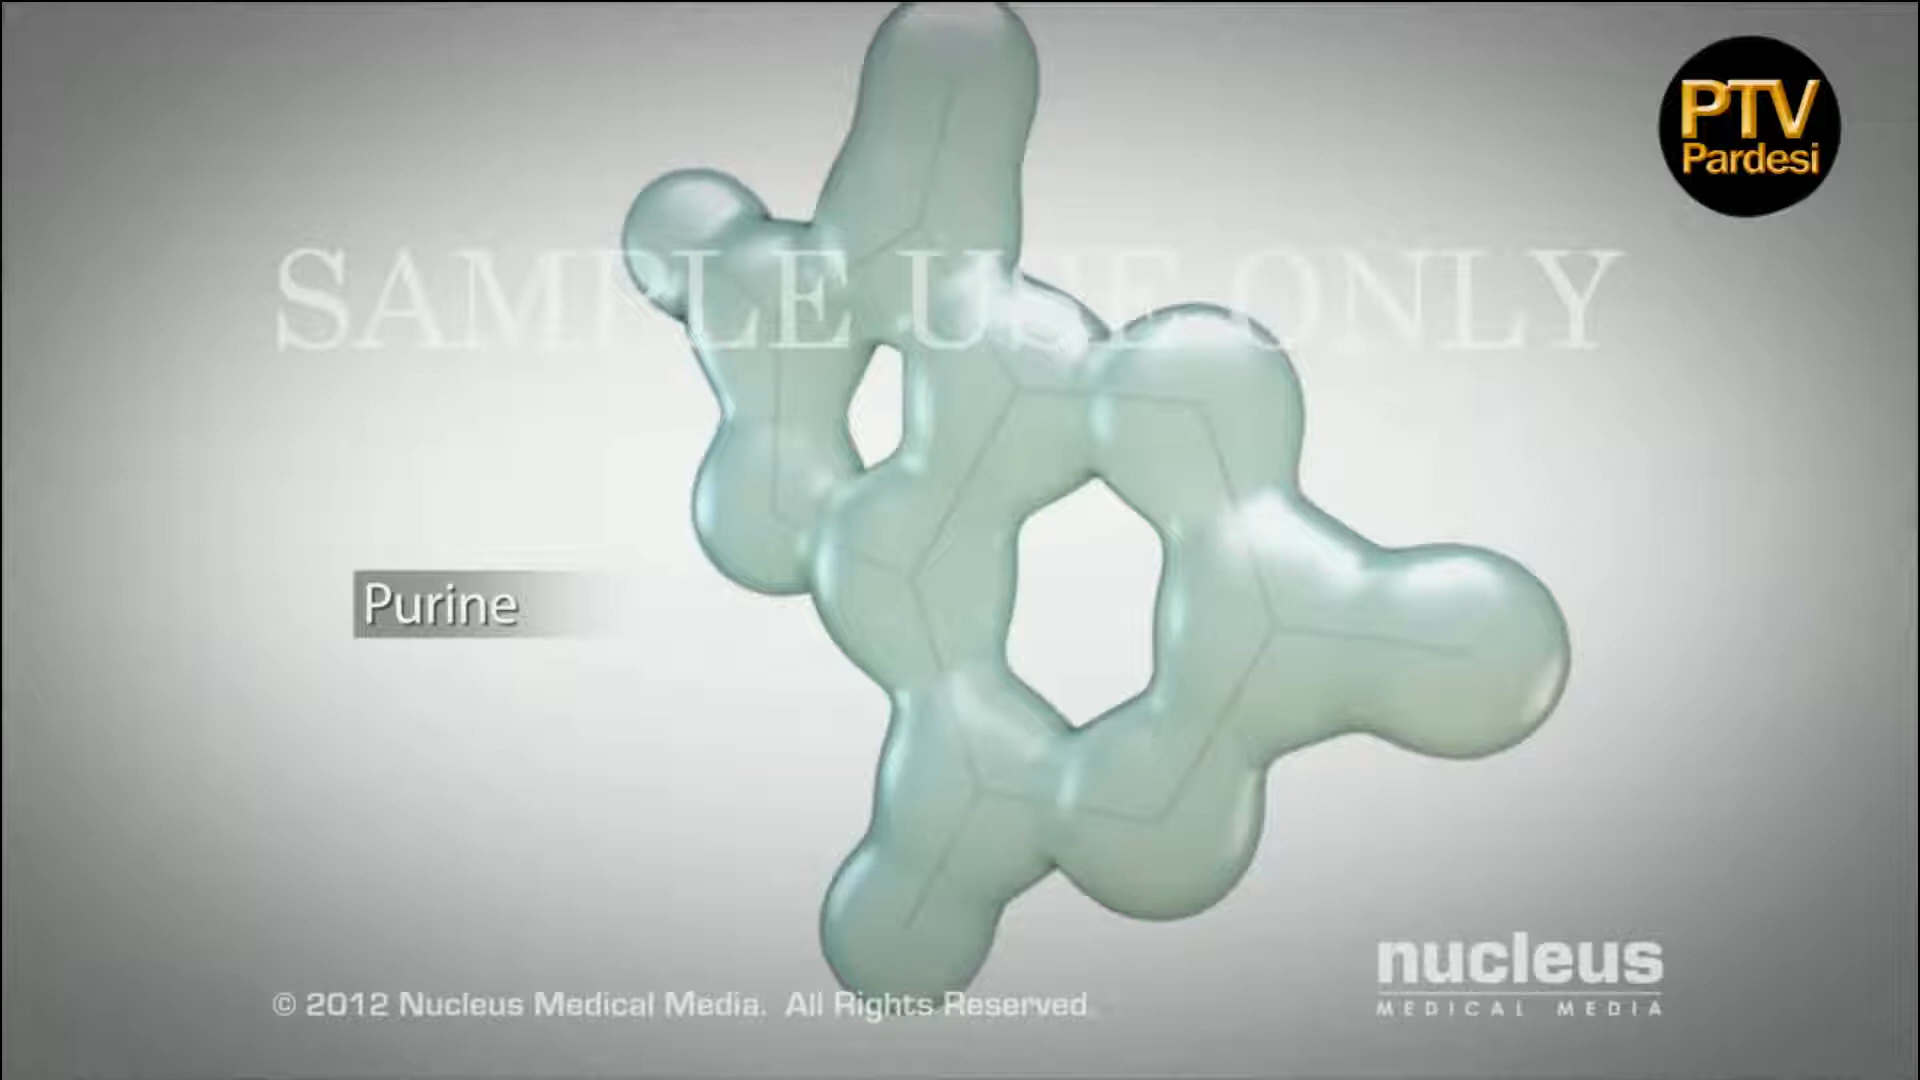 PTV
Pardesi
SAMPLE USE ONLY
Purine
nucleus
MEDICAL MEDIA
© 2012 Nucleus Medical Media. All Rights Reserved